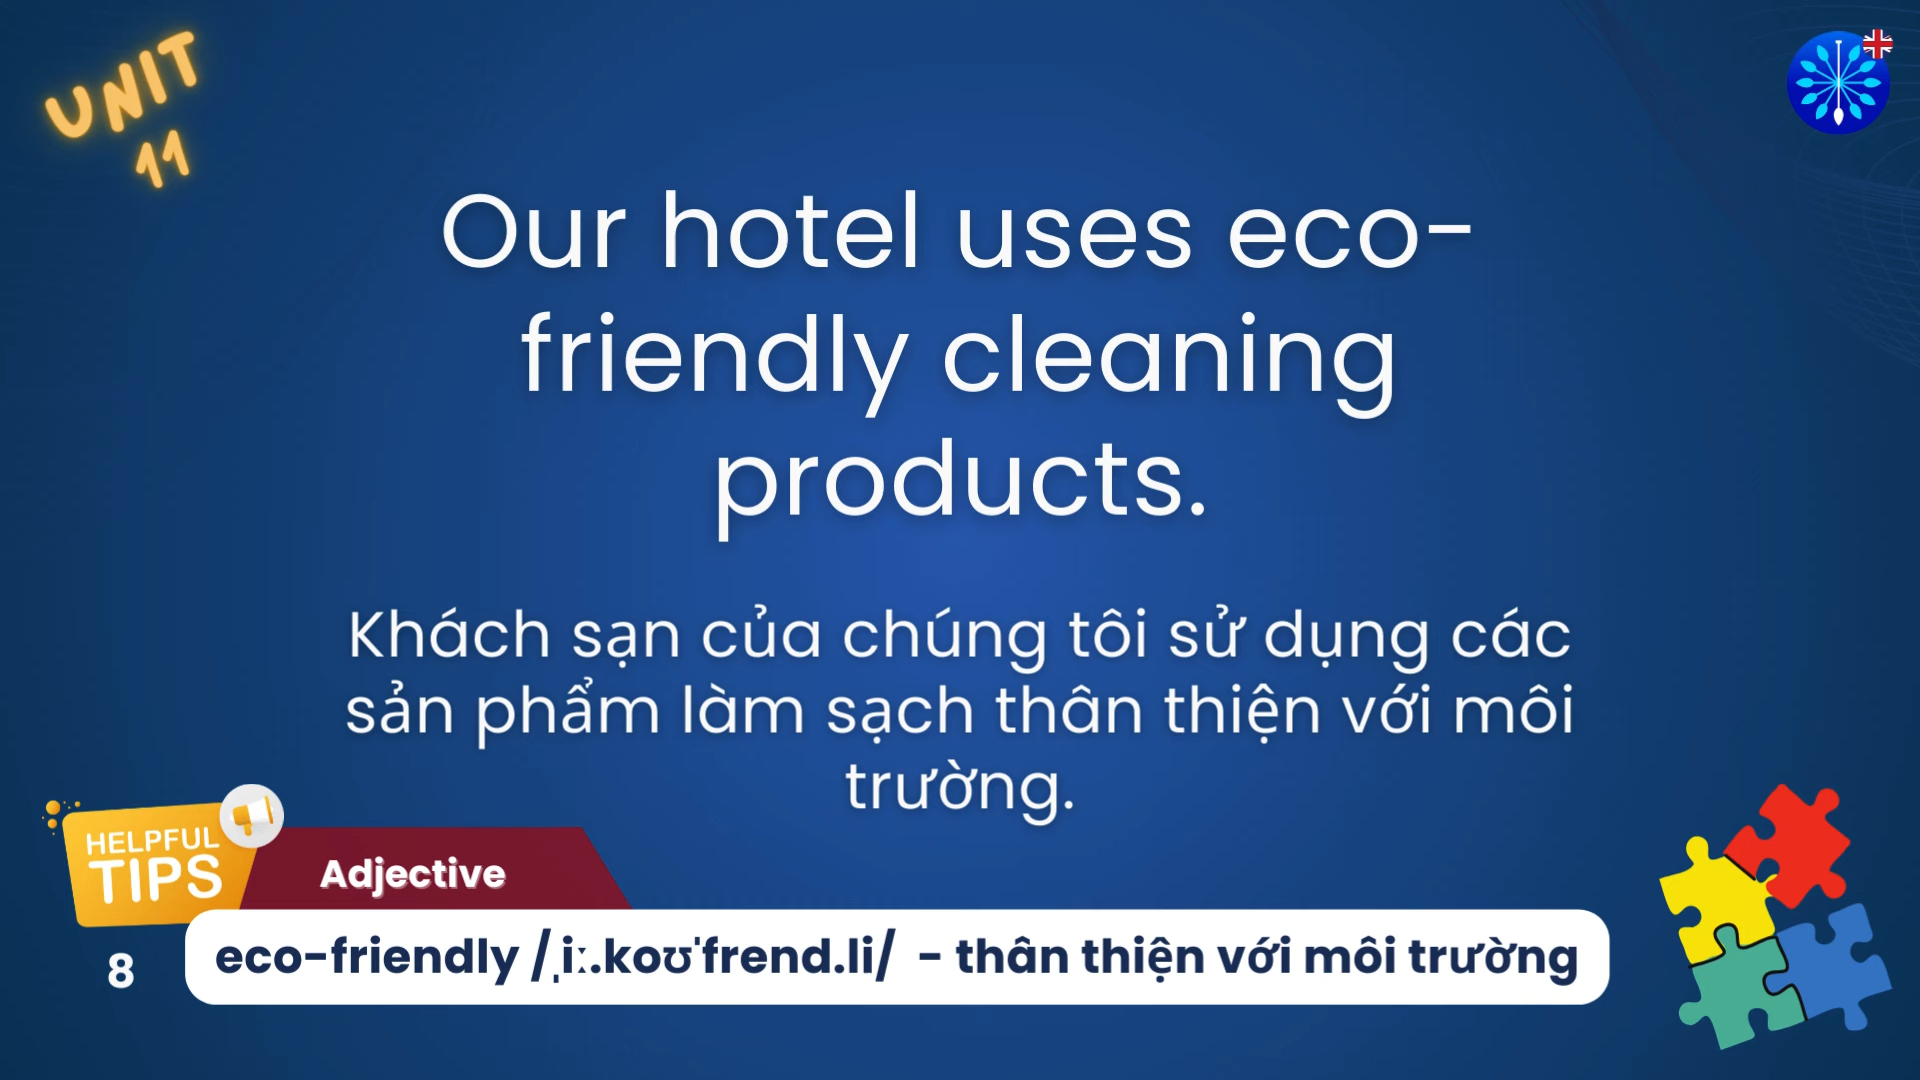 UNIT
11
Our hotel uses eco-
friendly cleaning
products.
Khách sạn của chúng tôi sử dụng các
sản phẩm làm sạch thân thiện với môi
trường.
HELPFUL
TIPS
Adjective
8
eco-friendly /ˌiː.koʊˈfrend.li/ - thân thiện với môi trường